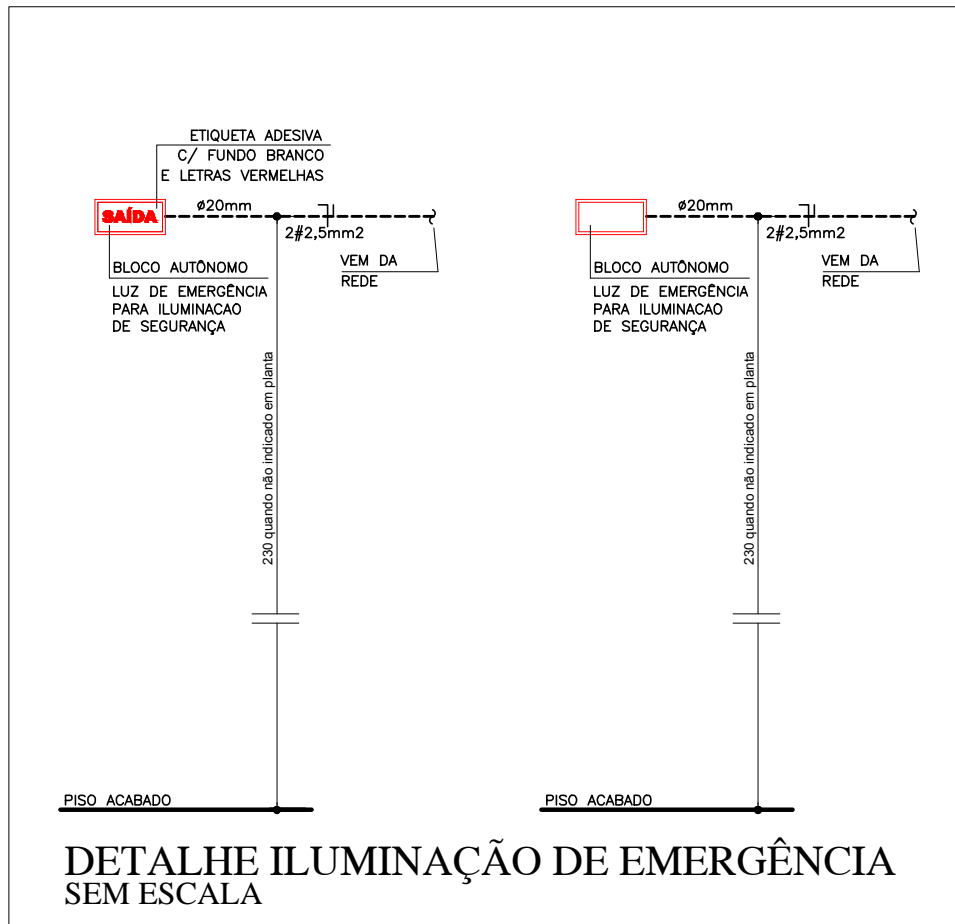 ETIQUETA ADESIVA
C/ FUNDO BRANCO
E LETRAS VERMELHAS
SAÍDA
ø20mm
2#2,5mm2
BLOCO AUTÔNOMO
LUZ DE EMERGÊNCIA
PARA ILUMINACAO
DE SEGURANÇA
VEM DA
REDE
230 quando não indicado em planta
PISO ACABADO
ø20mm
2#2,5mm2
BLOCO AUTÔNOMO
LUZ DE EMERGÊNCIA
PARA ILUMINACAO
DE SEGURANÇA
VEM DA
REDE
230 quando não indicado em planta
PISO ACABADO
DETALHE ILUMINAÇÃO DE EMERGÊNCIA
SEM ESCALA